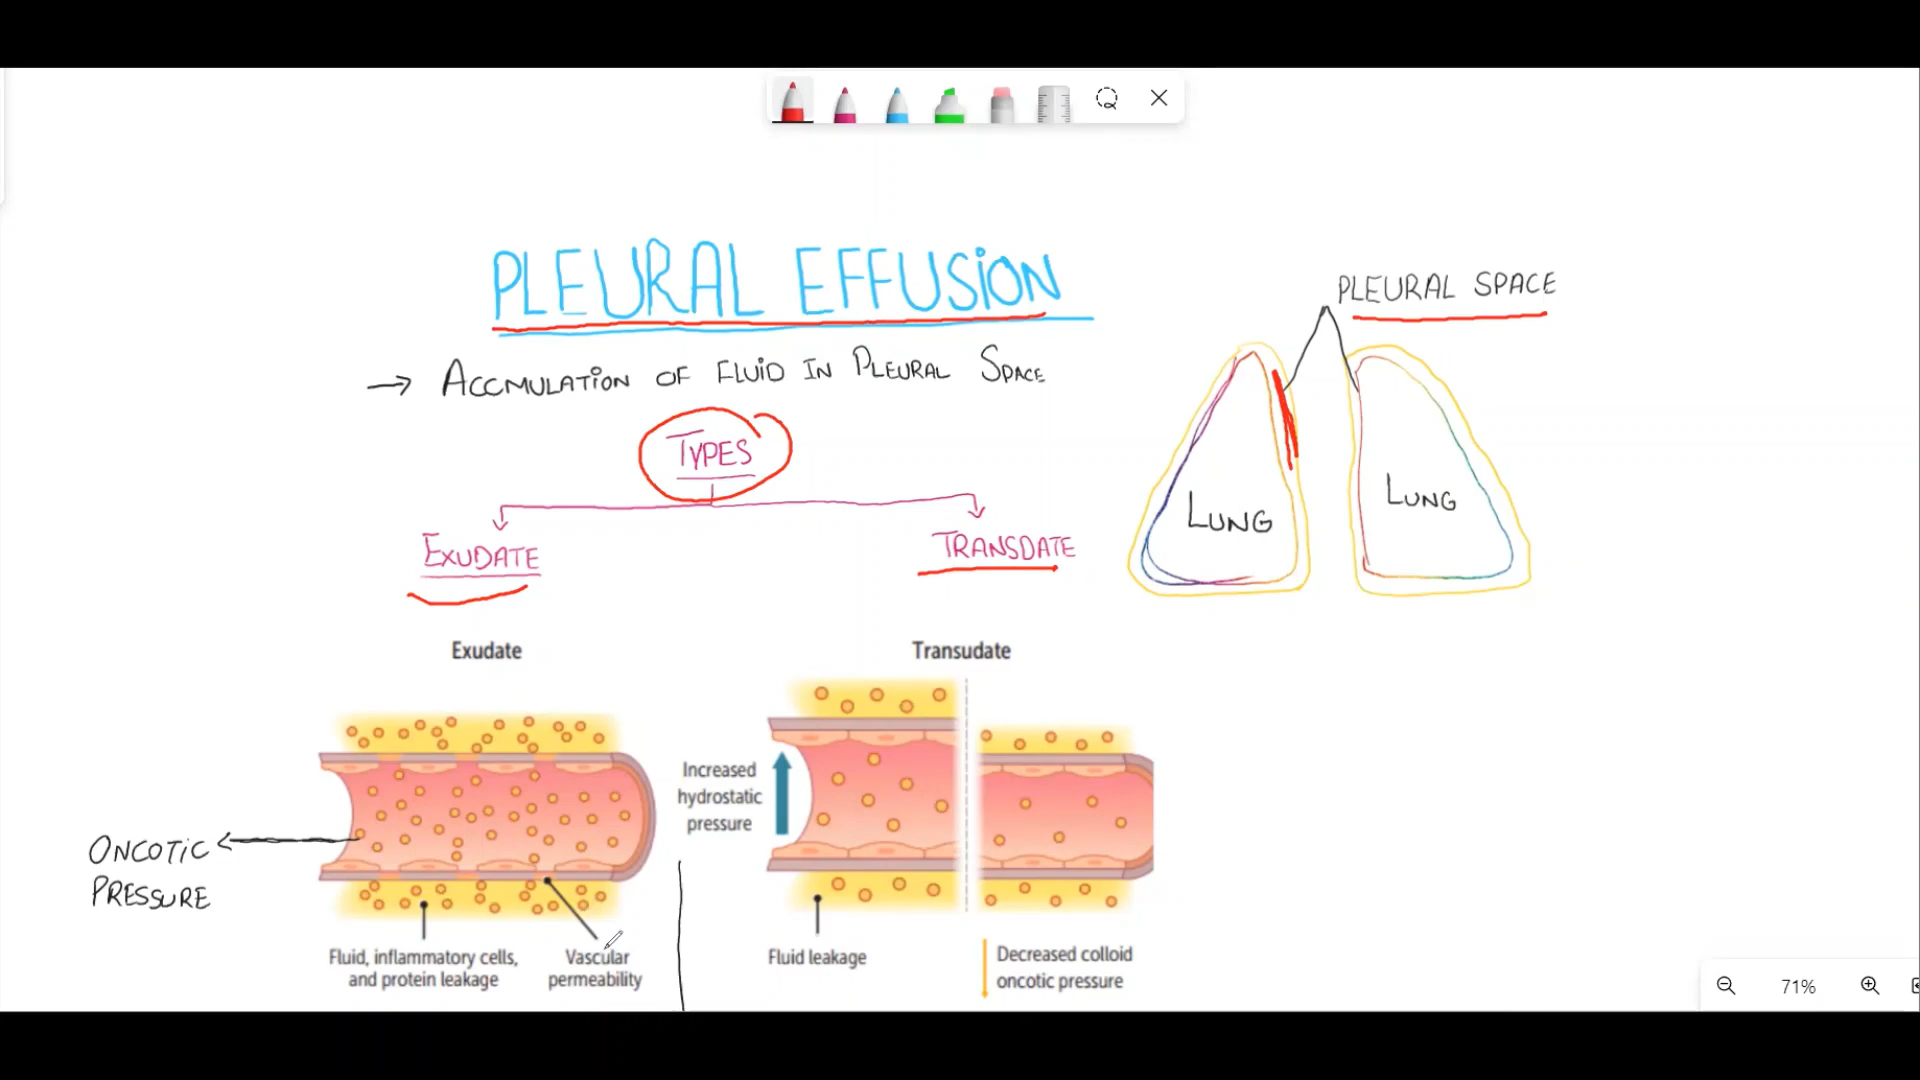 PLEURAL EFFUSION
PLEURAL SPACE
→ ACCMULATION OF FLUID IN PLEURAL SPACE
TYPES
EXUDATE
TRANSDATE
LUNG
LUNG
Exudate
Transudate
Increased
hydrostatic
pressure
ONCOTIC
PRESSURE
Fluid, inflammatory cells,
and protein leakage
Vascular
permeability
Fluid leakage
Decreased colloid
oncotic pressure
71%